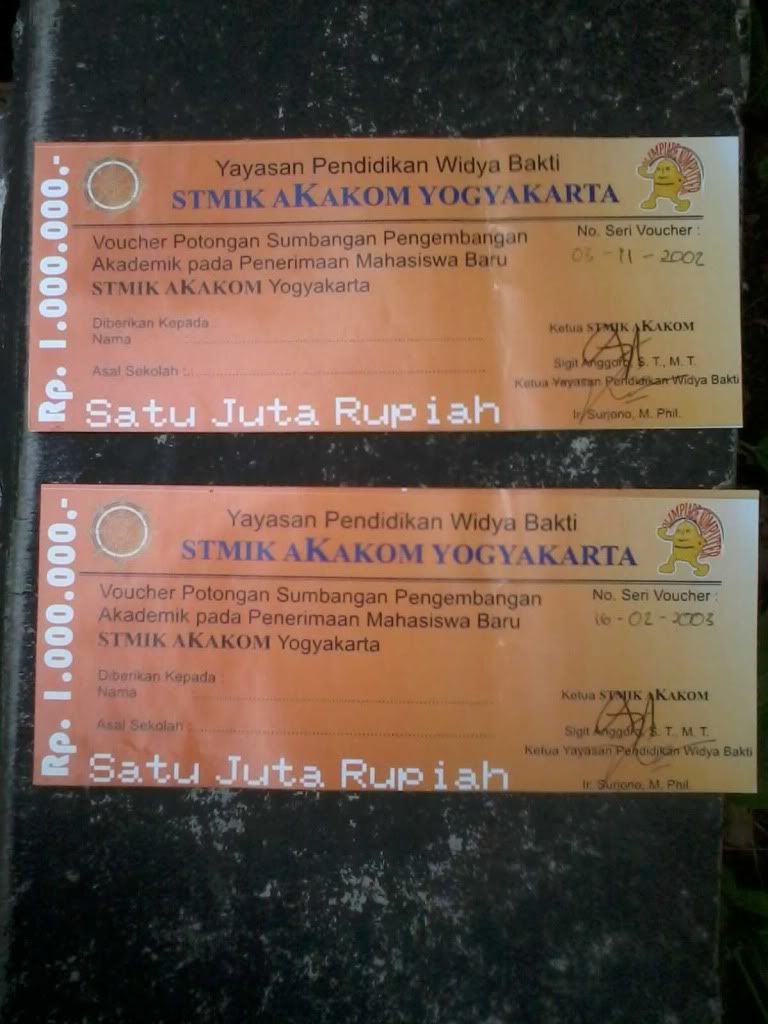 Rp. 1.000.000,-
Yayasan Pendidikan Widya Bakti
STMIK aKAKOM YOGYAKARTA
OLIMPIADE KOMPUTER
Voucher Potongan Sumbangan Pengembangan
Akademik pada Penerimaan Mahasiswa Baru
STMIK AKAKOM Yogyakarta
No. Seri Voucher :
03 - 11 - 2002
Diberikan Kepada :
Nama
Asal Sekolah :
Ketua STMIK AKAKOM
Sigit Anggoro, S. T., M. T.
Ketua Yayasan Pendidikan Widya Bakti
Ir. Surjono, M. Phil.
Satu Juta Rupiah
Rp. 1.000.000.-
Yayasan Pendidikan Widya Bakti
STMIK aKAKOM YOGYAKARTA
OLIMPIADE KOMPUTER
Voucher Potongan Sumbangan Pengembangan
Akademik pada Penerimaan Mahasiswa Baru
STMIK AKAKOM Yogyakarta
No. Seri Voucher :
16 - 02 - 2003
Diberikan Kepada
Nama
Asal Sekolah :
Ketua STMIK AKAKOM
Sigit Anggoro, S. T., M. T.
Ketua Yayasan Pendidikan Widya Bakti
Ir. Surjono, M. Phil.
Satu Juta Rupiah